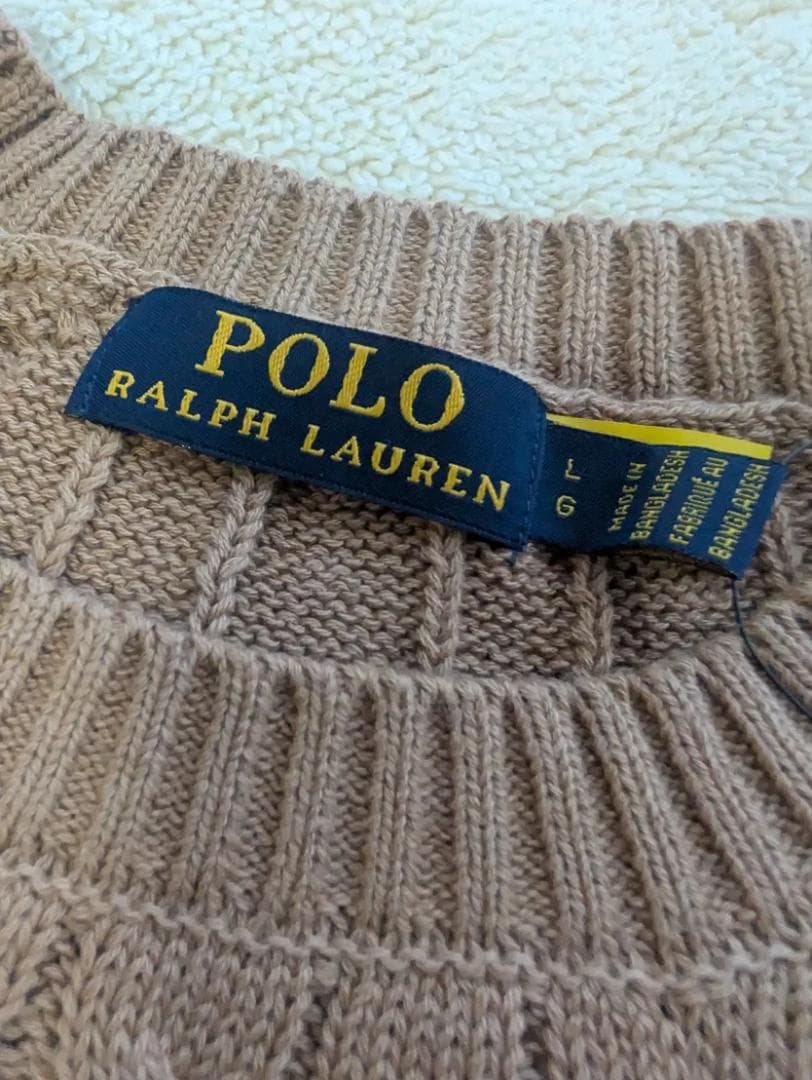 POLO
RALPH LAUREN
L
G
MADE IN
BANGLADESH
FABRIQUÉ AU
BANGLADESH